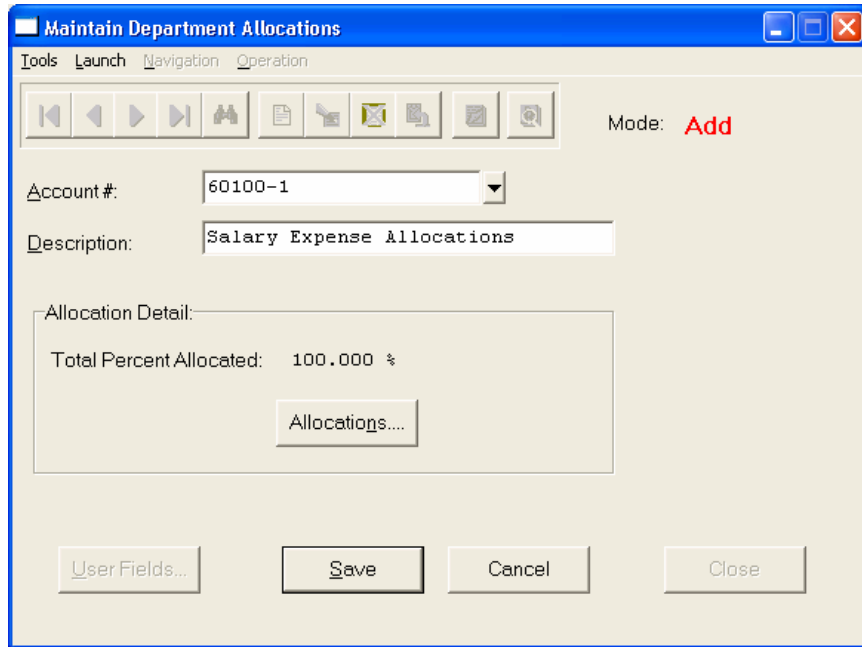 Maintain Department Allocations
Tools Launch Navigation Operation
Mode: Add
Account #: 60100-1
Description: Salary Expense Allocations
Allocation Detail:
Total Percent Allocated: 100.000 %
Allocations....
User Fields... Save Cancel Close